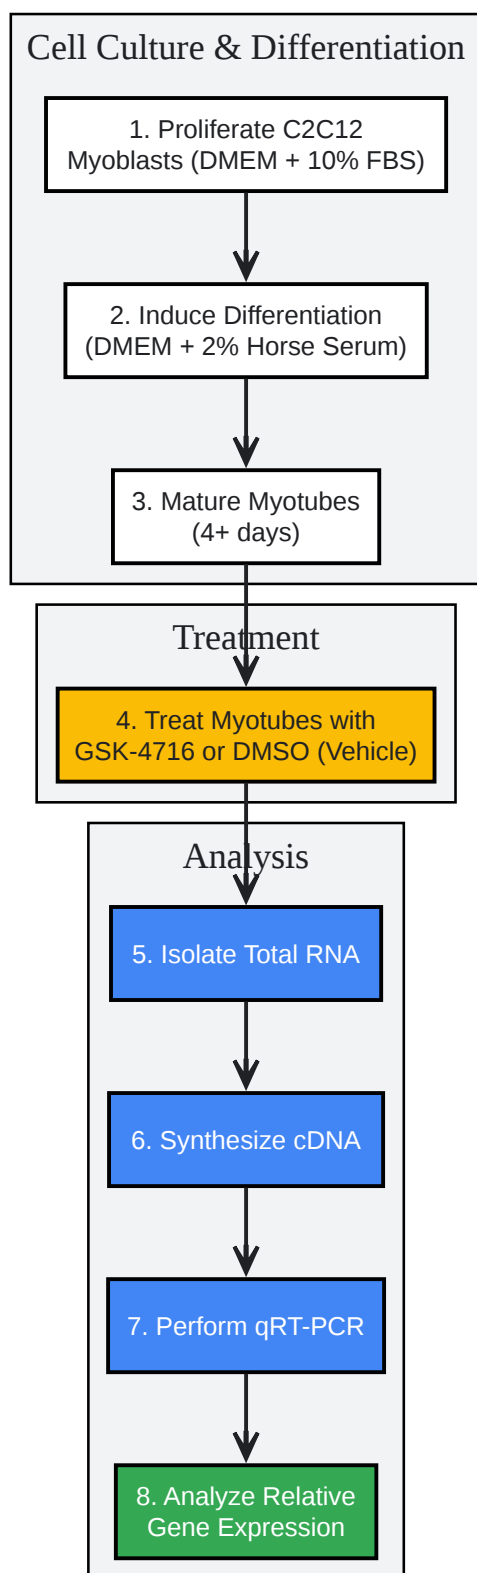 Cell Culture & Differentiation
1. Proliferate C2C12
Myoblasts (DMEM + 10% FBS)
2. Induce Differentiation
(DMEM + 2% Horse Serum)
3. Mature Myotubes
(4+ days)
Treatment
4. Treat Myotubes with
GSK-4716 or DMSO (Vehicle)
Analysis
5. Isolate Total RNA
6. Synthesize cDNA
7. Perform qRT-PCR
8. Analyze Relative
Gene Expression